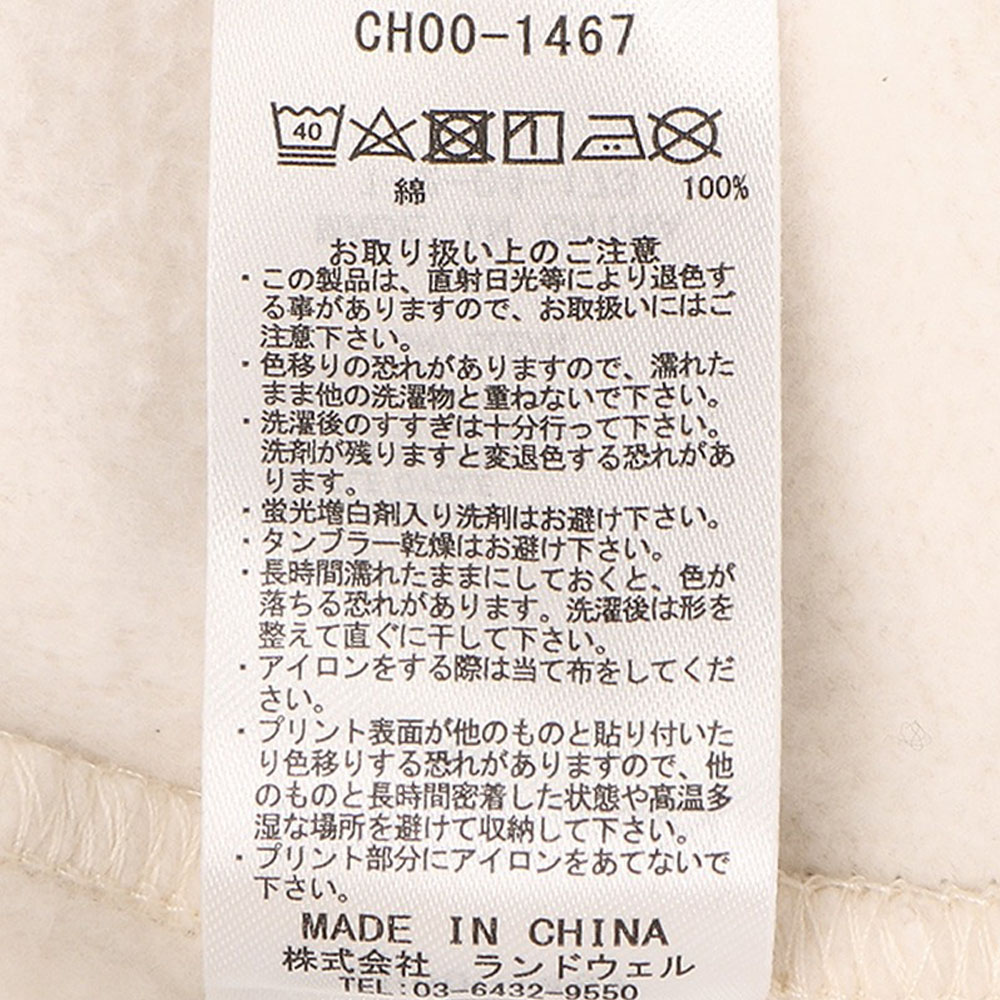 CH00-1467
40
綿 100%
お取り扱い上のご注意
・この製品は、直射日光等により退色す
る事がありますので、お取扱いにはご
注意下さい。
・色移りの恐れがありますので、濡れた
まま他の洗濯物と重ねないで下さい。
・洗濯後のすすぎは十分行って下さい。
洗剤が残りますと変退色する恐れがあ
ります。
・蛍光増白剤入り洗剤はお避け下さい。
・タンブラー乾燥はお避け下さい。
・長時間濡れたままにしておくと、色が
落ちる恐れがあります。洗濯後は形を
整えて直ぐに干して下さい。
・アイロンをする際は当て布をしてくだ
さい。
・プリント表面が他のものと貼り付いた
り色移りする恐れがありますので、他
のものと長時間密着した状態や高温多
湿な場所を避けて収納して下さい。
・プリント部分にアイロンをあてないで
下さい。
MADE IN CHINA
株式会社 ランドウェル
TEL:03-6432-9550